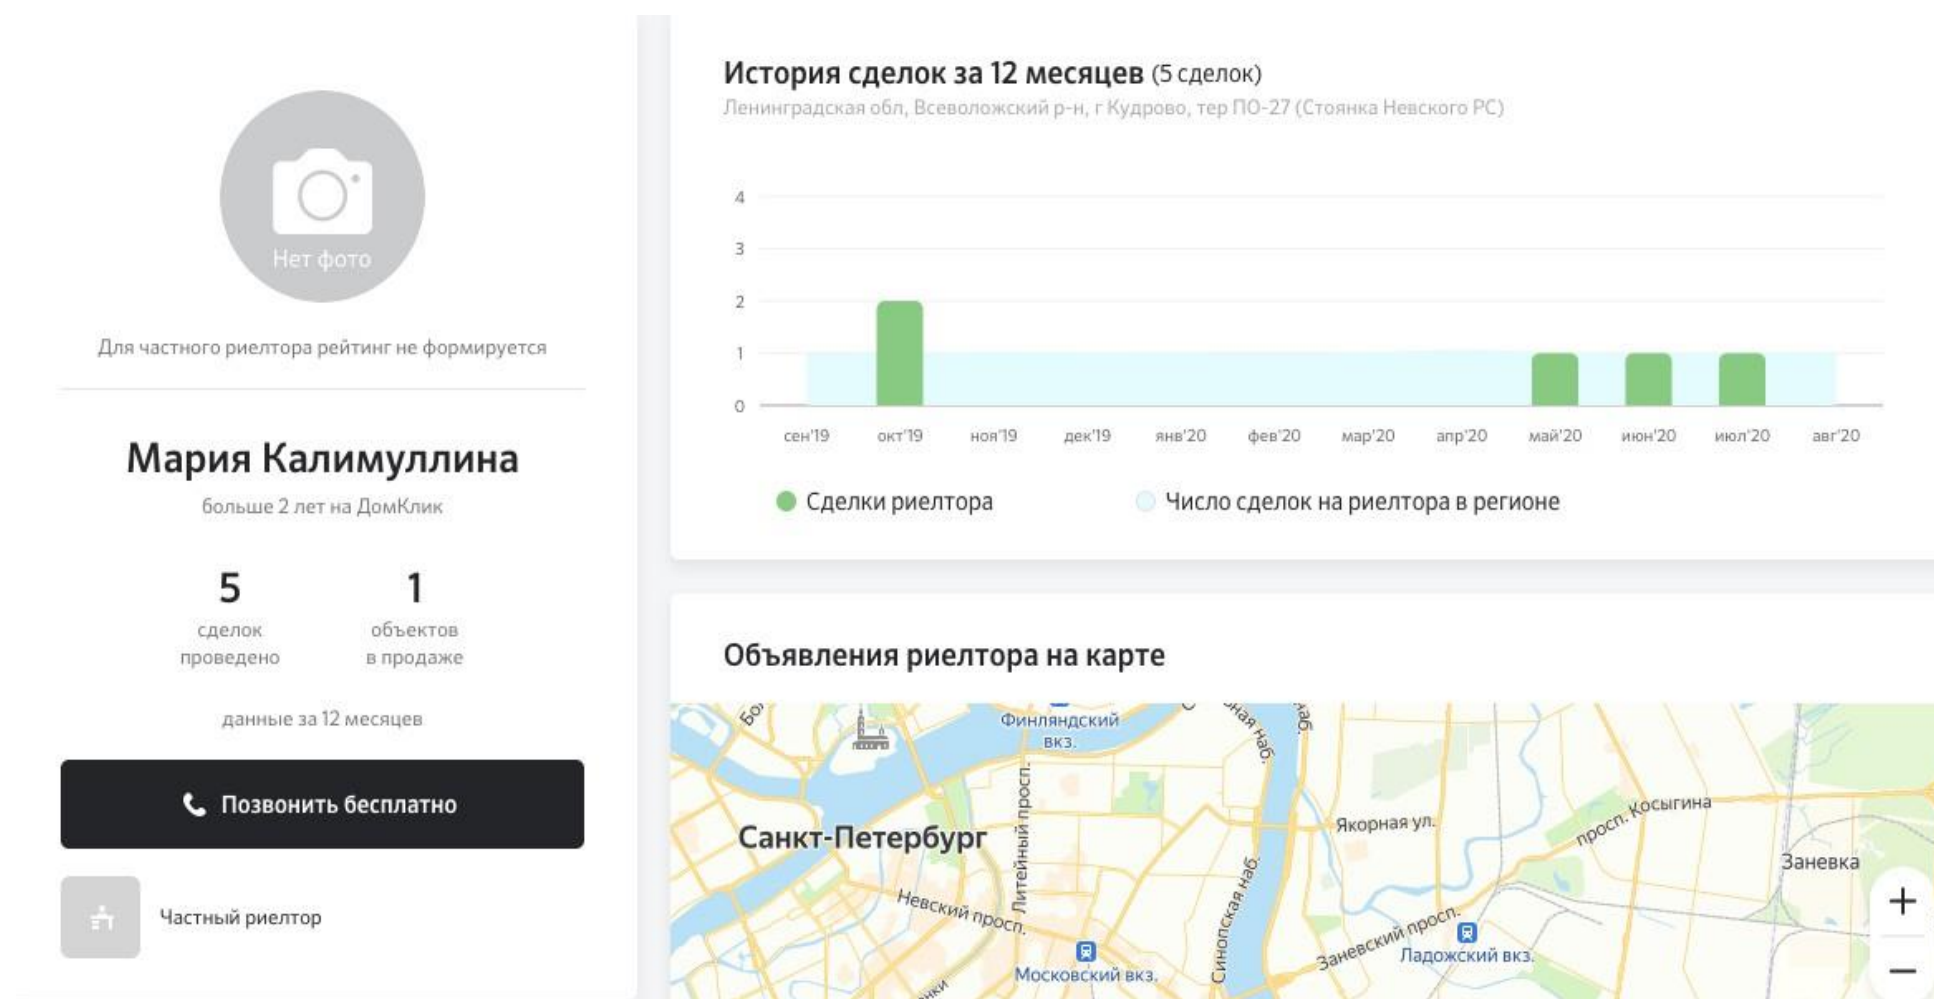 Нет фото
Для частного риелтора рейтинг не формируется
Мария Калимуллина
больше 2 лет на ДомКлик
5 1
сделок объектов
проведено в продаже
данные за 12 месяцев
Позвонить бесплатно
Частный риелтор
История сделок за 12 месяцев (5 сделок)
Ленинградская обл, Всеволожский р-н, г Кудрово, тер ПО-27 (Стоянка Невского РС)
4
3
2
1
0
сен'19 окт'19 ноя'19 дек'19 янв'20 фев'20 мар'20 апр'20 май'20 июн'20 июл'20 авг'20
Сделки риелтора Число сделок на риелтора в регионе
Объявления риелтора на карте
Финляндский
вкз.
наб.
наб.
Литейный просп.
Санкт-Петербург
Якорная ул.
просп. Косыгина
Заневка
Невский просп.
Синопская наб.
Заневский просп.
Ладожский вкз.
Московский вкз.
+
−